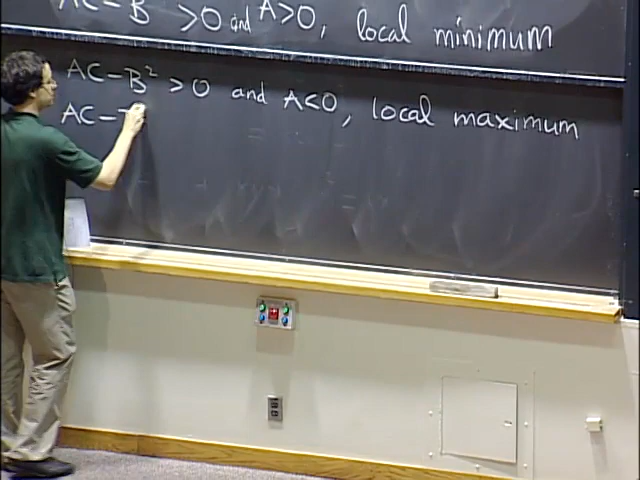 AC-B² >0 and A>0, local minimum
AC-B² >0 and A<0, local maximum
AC-